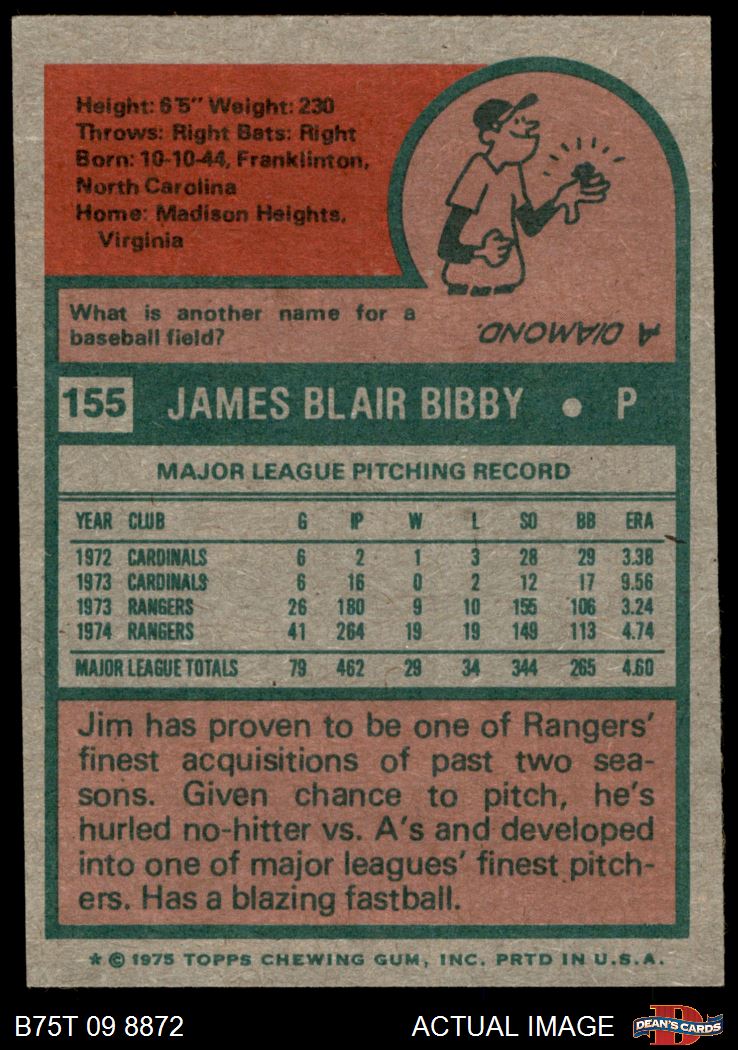 Height: 6'5" Weight: 230
Throws: Right Bats: Right
Born: 10-10-44, Franklinton,
North Carolina
Home: Madison Heights,
Virginia
What is another name for a
baseball field?
A DIAMOND.
155 JAMES BLAIR BIBBY • P
MAJOR LEAGUE PITCHING RECORD
YEAR CLUB G IP W L SO BB ERA
1972 CARDINALS 6 2 1 3 28 29 3.38
1973 CARDINALS 6 16 0 2 12 17 9.56
1973 RANGERS 26 180 9 10 155 106 3.24
1974 RANGERS 41 264 19 19 149 113 4.74
MAJOR LEAGUE TOTALS 79 462 29 34 344 265 4.60
Jim has proven to be one of Rangers'
finest acquisitions of past two sea-
sons. Given chance to pitch, he's
hurled no-hitter vs. A's and developed
into one of major leagues' finest pitch-
ers. Has a blazing fastball.
* © 1975 TOPPS CHEWING GUM, INC. PRTD IN U.S.A.
B75T 09 8872 ACTUAL IMAGE DEAN'S CARDS